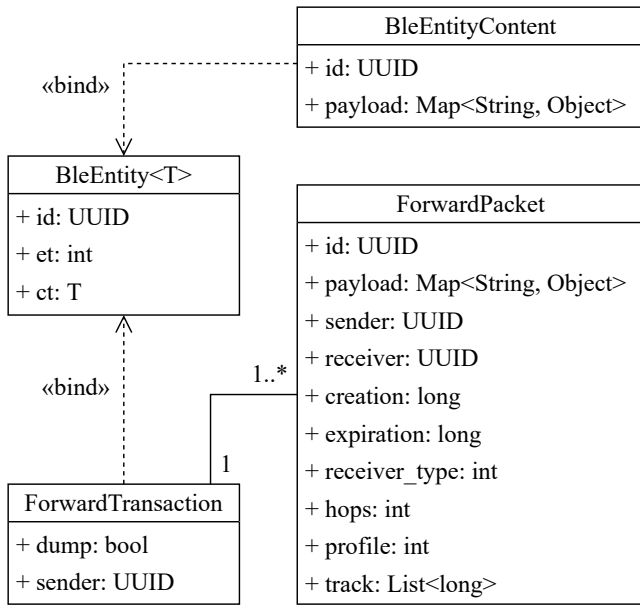 BleEntityContent
+ id: UUID
+ payload: Map<String, Object>
«bind»
BleEntity<T>
+ id: UUID
+ et: int
+ ct: T
ForwardPacket
+ id: UUID
+ payload: Map<String, Object>
+ sender: UUID
+ receiver: UUID
+ creation: long
+ expiration: long
+ receiver_type: int
+ hops: int
+ profile: int
+ track: List<long>
«bind»
1..*
1
ForwardTransaction
+ dump: bool
+ sender: UUID